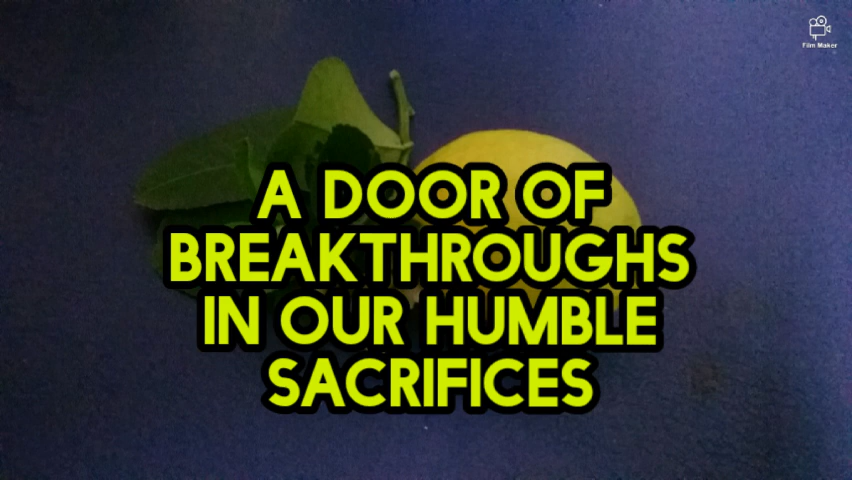 Film Maker
A DOOR OF
BREAKTHROUGHS
IN OUR HUMBLE
SACRIFICES